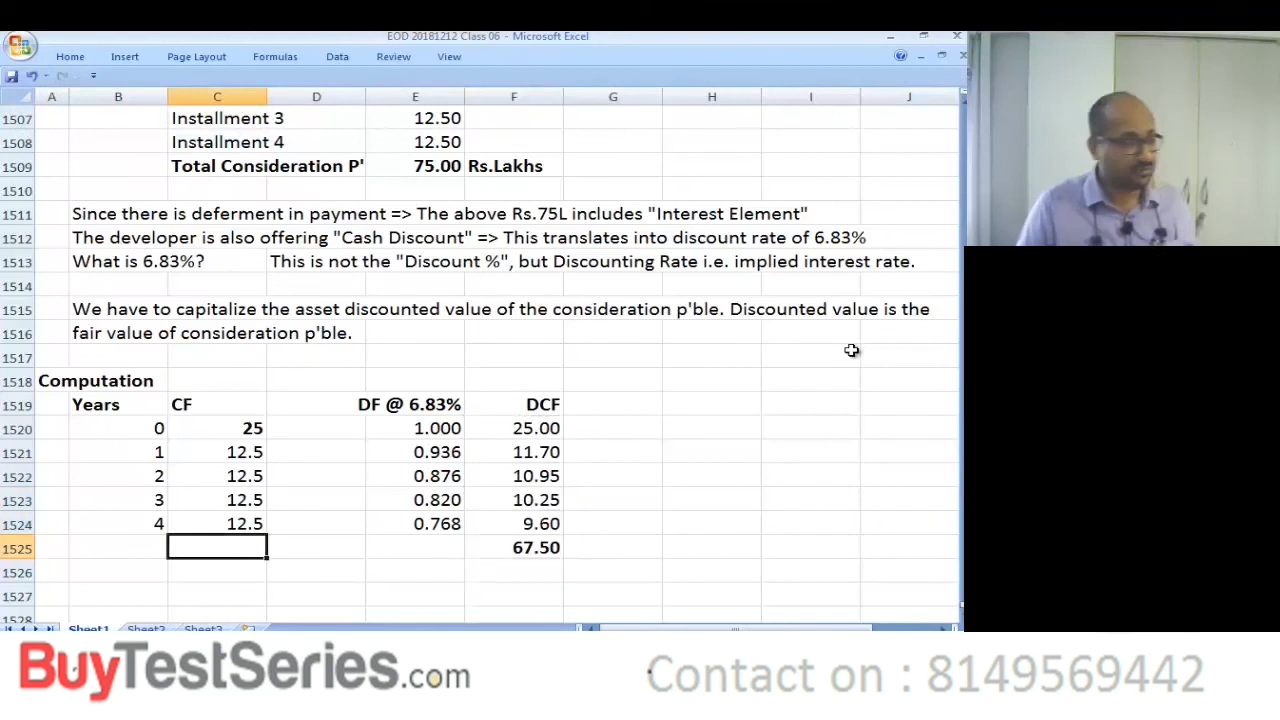 EOD 20181212 Class 06 - Microsoft Excel
Home Insert Page Layout Formulas Data Review View
A B C D E F G H I J
1507 Installment 3 12.50
1508 Installment 4 12.50
1509 Total Consideration P' 75.00 Rs.Lakhs
1510
1511 Since there is deferment in payment => The above Rs.75L includes "Interest Element"
1512 The developer is also offering "Cash Discount" => This translates into discount rate of 6.83%
1513 What is 6.83%? This is not the "Discount %", but Discounting Rate i.e. implied interest rate.
1514
1515 We have to capitalize the asset discounted value of the consideration p'ble. Discounted value is the
1516 fair value of consideration p'ble.
1517
1518 Computation
1519 Years CF DF @ 6.83% DCF
1520 0 25 1.000 25.00
1521 1 12.5 0.936 11.70
1522 2 12.5 0.876 10.95
1523 3 12.5 0.820 10.25
1524 4 12.5 0.768 9.60
1525 67.50
1526
1527
1528
Sheet1 Sheet2 Sheet3
BuyTestSeries.com Contact on : 8149569442